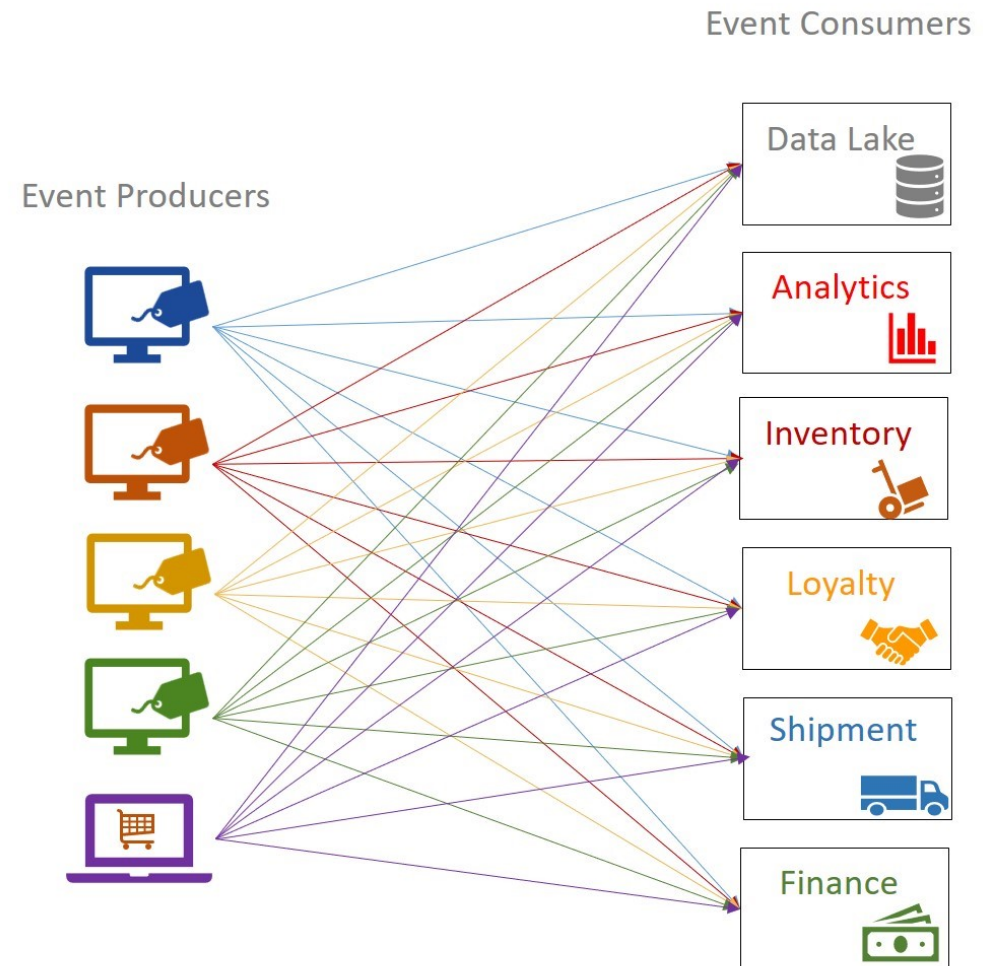 Event Consumers
Event Producers
Data Lake
Analytics
Inventory
Loyalty
Shipment
Finance